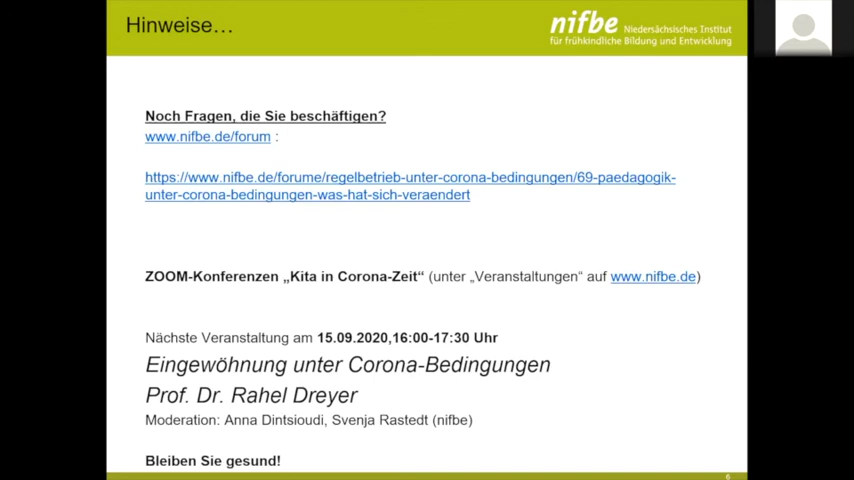 Hinweise…
nifbe Niedersächsisches Institut
für frühkindliche Bildung und Entwicklung
Noch Fragen, die Sie beschäftigen?
www.nifbe.de/forum :
https://www.nifbe.de/forume/regelbetrieb-unter-corona-bedingungen/69-paedagogik-
unter-corona-bedingungen-was-hat-sich-veraendert
ZOOM-Konferenzen „Kita in Corona-Zeit“ (unter „Veranstaltungen“ auf www.nifbe.de)
Nächste Veranstaltung am 15.09.2020,16:00-17:30 Uhr
Eingewöhnung unter Corona-Bedingungen
Prof. Dr. Rahel Dreyer
Moderation: Anna Dintsioudi, Svenja Rastedt (nifbe)
Bleiben Sie gesund!
6